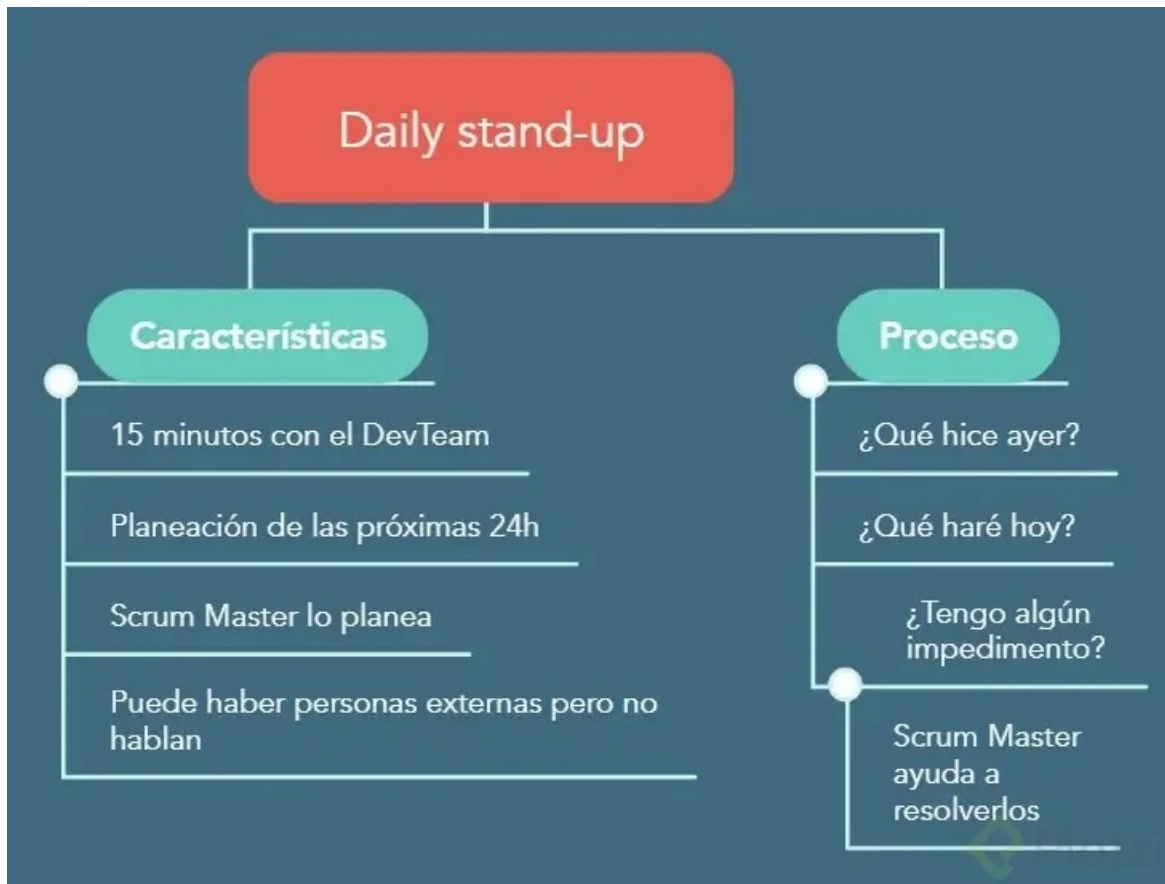 Daily stand-up
Características
15 minutos con el DevTeam
Planeación de las próximas 24h
Scrum Master lo planea
Puede haber personas externas pero no
hablan
Proceso
¿Qué hice ayer?
¿Qué haré hoy?
¿Tengo algún
impedimento?
Scrum Master
ayuda a
resolverlos